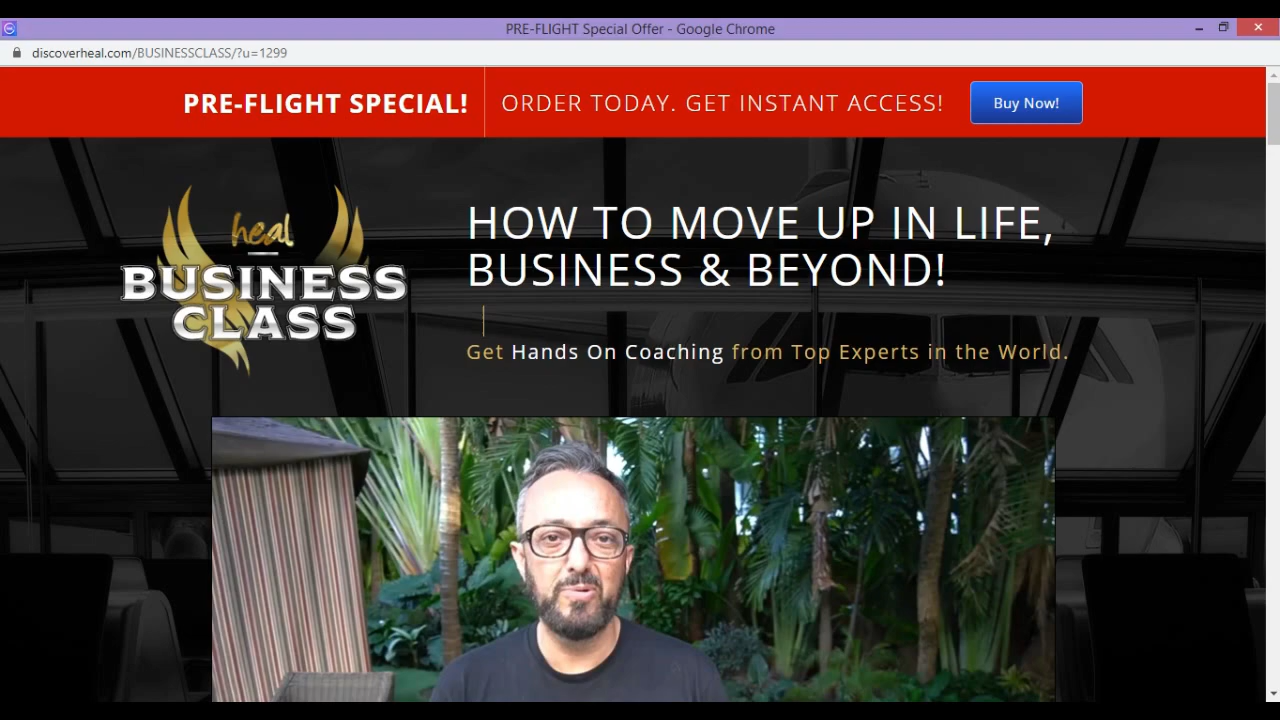 PRE-FLIGHT Special Offer - Google Chrome
discoverheal.com/BUSINESSCLASS/?u=1299
PRE-FLIGHT SPECIAL!
ORDER TODAY. GET INSTANT ACCESS!
Buy Now!
heal
BUSINESS
CLASS
HOW TO MOVE UP IN LIFE,
BUSINESS & BEYOND!
Get Hands On Coaching from Top Experts in the World.